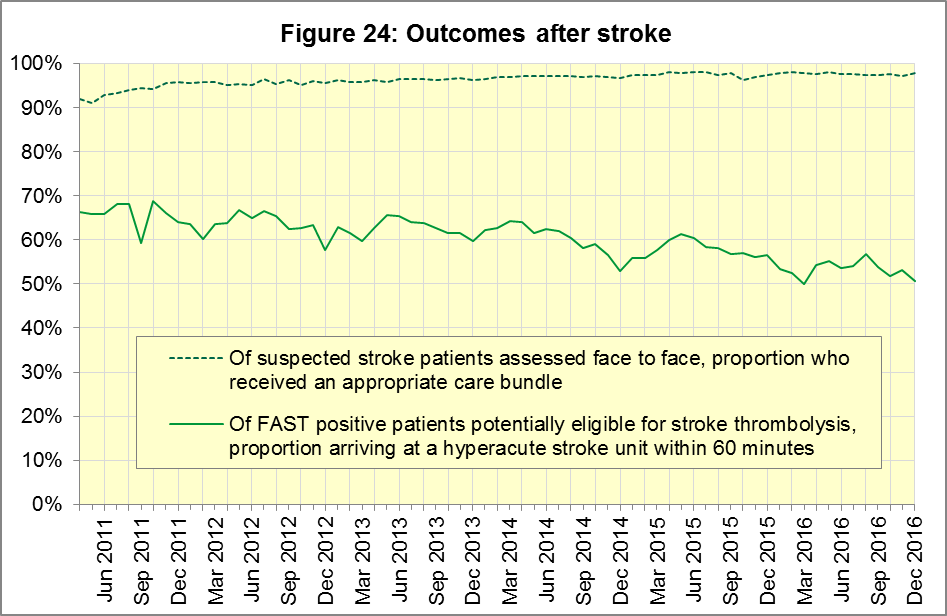 Figure 24: Outcomes after stroke
100%
90%
80%
70%
60%
50%
40%
30%
20%
10%
0%
Of suspected stroke patients assessed face to face, proportion who
received an appropriate care bundle
Of FAST positive patients potentially eligible for stroke thrombolysis,
proportion arriving at a hyperacute stroke unit within 60 minutes
Jun 2011
Sep 2011
Dec 2011
Mar 2012
Jun 2012
Sep 2012
Dec 2012
Mar 2013
Jun 2013
Sep 2013
Dec 2013
Mar 2014
Jun 2014
Sep 2014
Dec 2014
Mar 2015
Jun 2015
Sep 2015
Dec 2015
Mar 2016
Jun 2016
Sep 2016
Dec 2016